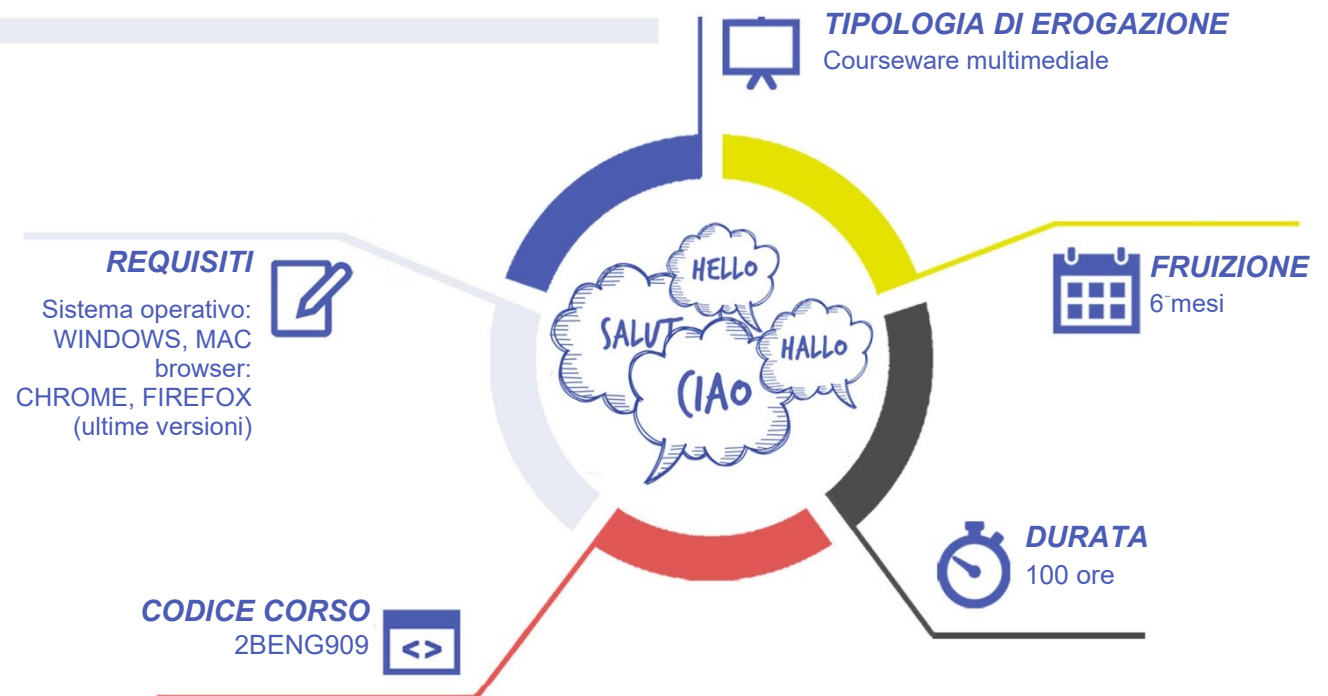 TIPOLOGIA DI EROGAZIONE
Courseware multimediale
REQUISITI
Sistema operativo:
WINDOWS, MAC
browser:
CHROME, FIREFOX
(ultime versioni)
HELLO
SALUT
HALLO
CIAO
FRUIZIONE
6 mesi
DURATA
100 ore
CODICE CORSO
2BENG909
<>